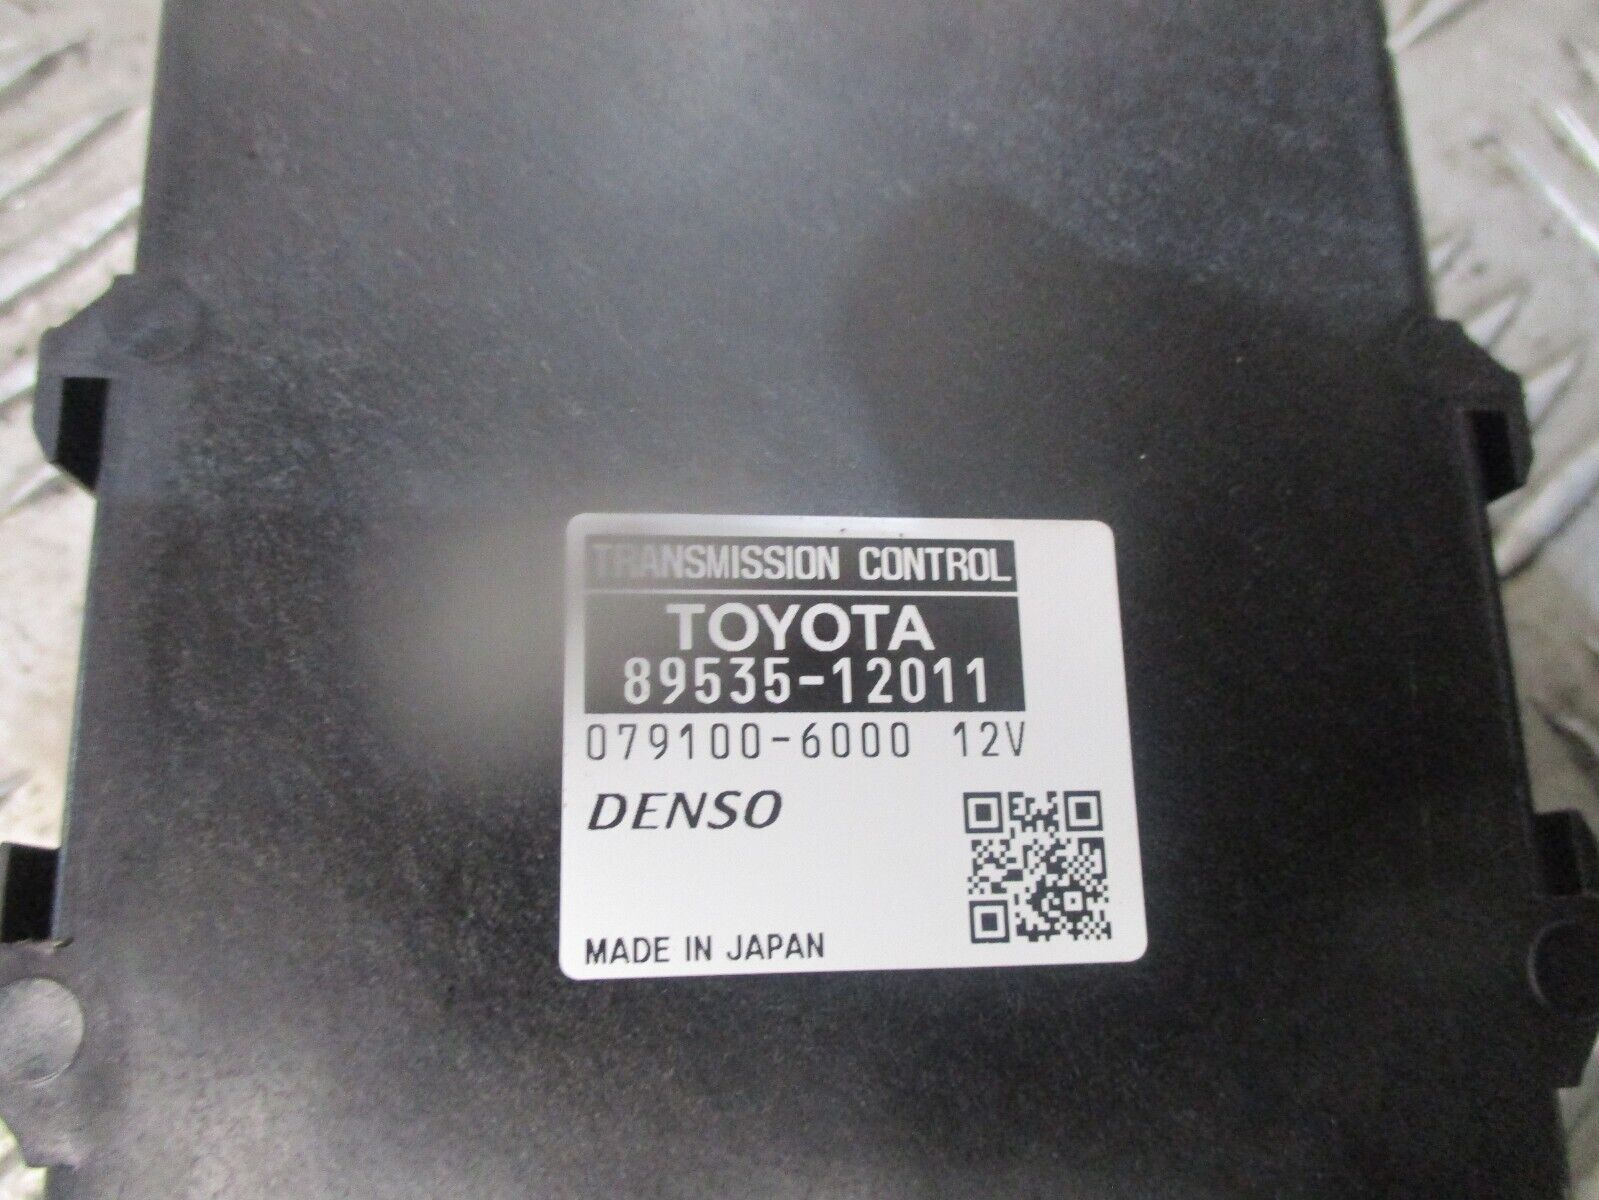 TRANSMISSION CONTROL
TOYOTA
89535-12011
079100-6000 12V
DENSO
MADE IN JAPAN